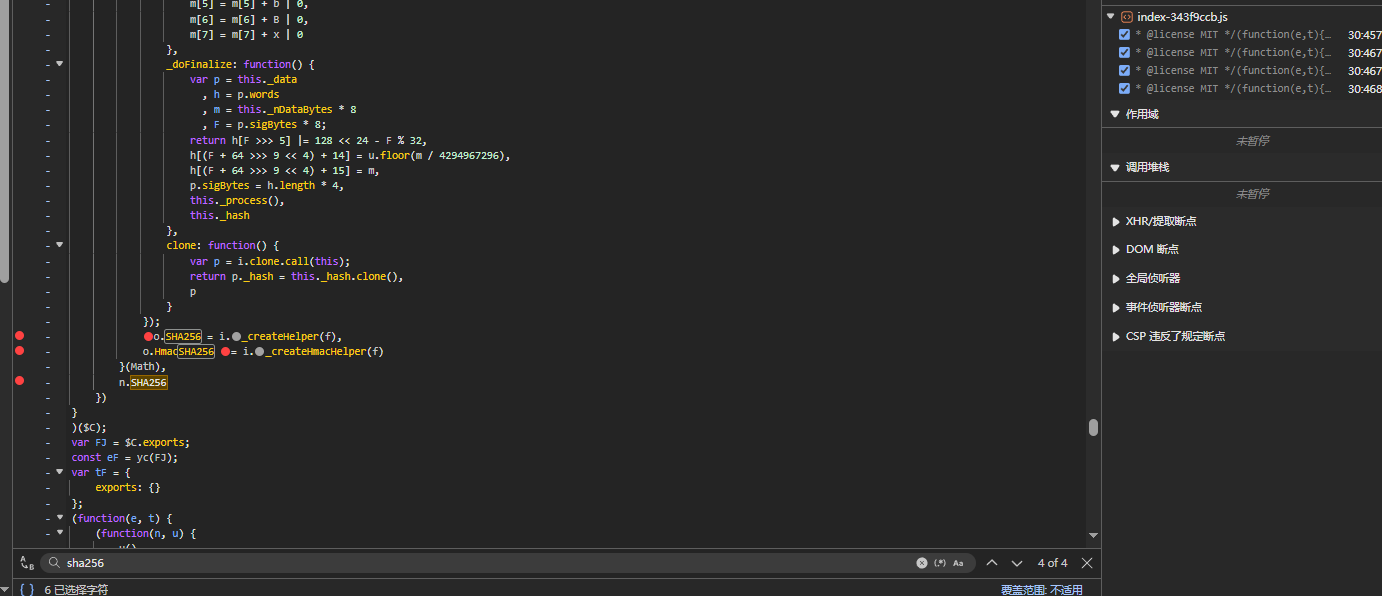 m[5] = m[5] + b | 0,
m[6] = m[6] + B | 0,
m[7] = m[7] + x | 0
},
_doFinalize: function() {
var p = this._data
, h = p.words
, m = this._nDataBytes * 8
, F = p.sigBytes * 8;
return h[F >>> 5] |= 128 << 24 - F % 32,
h[(F + 64 >>> 9 << 4) + 14] = u.floor(m / 4294967296),
h[(F + 64 >>> 9 << 4) + 15] = m,
p.sigBytes = h.length * 4,
this._process(),
this._hash
},
clone: function() {
var p = i.clone.call(this);
return p._hash = this._hash.clone(),
p
}
});
o.SHA256 = i._createHelper(f),
o.HmacSHA256 = i._createHmacHelper(f)
}(Math),
n.SHA256
})
}
)($C);
var FJ = $C.exports;
const eF = yc(FJ);
var tF = {
exports: {}
};
(function(e, t) {
(function(n, u) {
sha256
(.*)
Aa
4 of 4
{ } 6 已选择字符
覆盖范围: 不适用
index-343f9ccb.js
* @license MIT */(function(e,t){… 30:457
* @license MIT */(function(e,t){… 30:467
* @license MIT */(function(e,t){… 30:467
* @license MIT */(function(e,t){… 30:468
作用域
未暂停
调用堆栈
未暂停
XHR/提取断点
DOM 断点
全局侦听器
事件侦听器断点
CSP 违反了规定断点